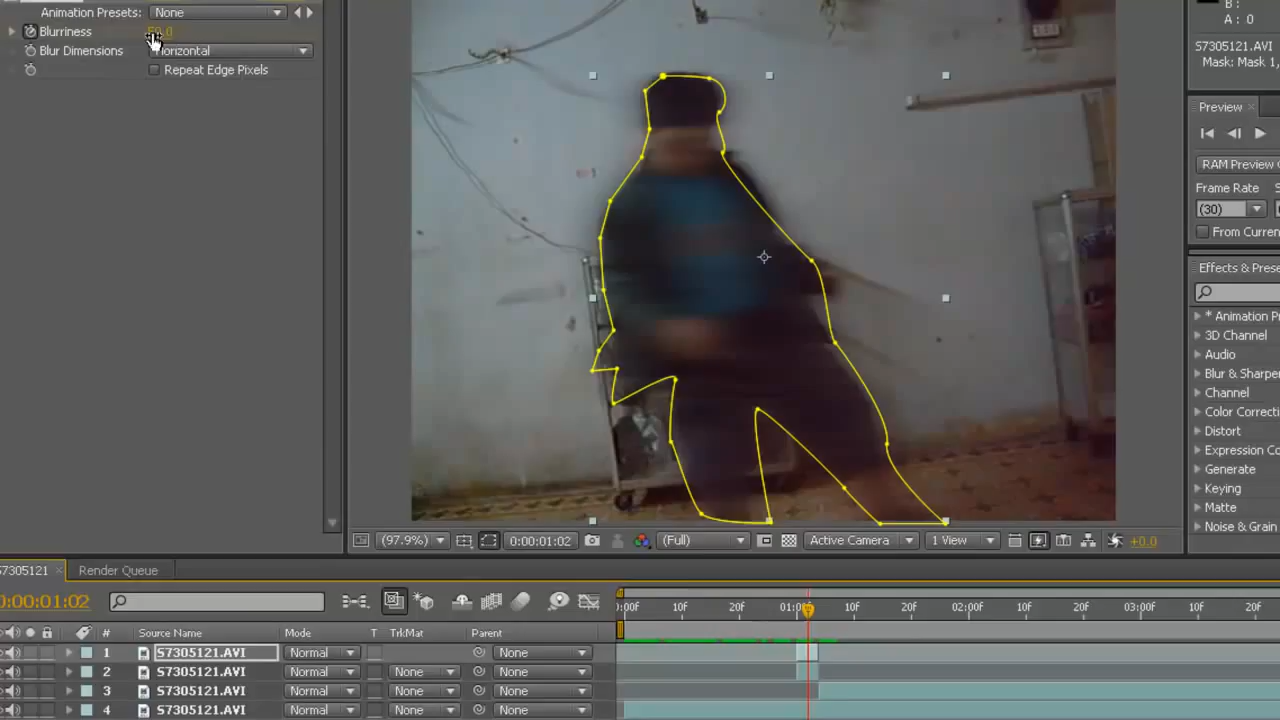 Animation Presets: None
Blurriness
Blur Dimensions Horizontal
Repeat Edge Pixels
B :
A : 0
S7305121.AVI
Mask: Mask 1,
Preview
RAM Preview
Frame Rate
(30)
From Curren
Effects & Prese
* Animation P
3D Channel
Audio
Blur & Sharpe
Channel
Color Correcti
Distort
Expression Co
Generate
Keying
Matte
Noise & Grain
(97.9%) 0:00:01:02 (Full) Active Camera 1 View +0.0
S7305121 Render Queue
0:00:01:02
:00F 10F 20F 01:0 10F 20F 02:00F 10F 20F 03:00F 10F 20F
# Source Name Mode T TrkMat Parent
1 S7305121.AVI Normal None
2 S7305121.AVI Normal None None
3 S7305121.AVI Normal None None
4 S7305121.AVI Normal None None